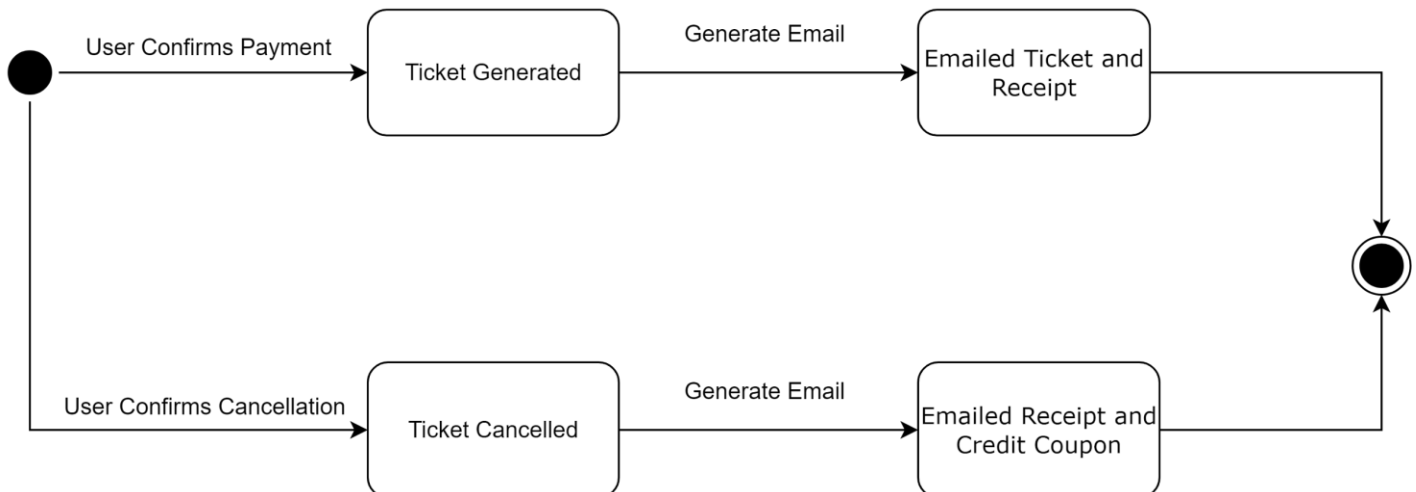 User Confirms Payment
Ticket Generated
Generate Email
Emailed Ticket and
Receipt
User Confirms Cancellation
Ticket Cancelled
Generate Email
Emailed Receipt and
Credit Coupon